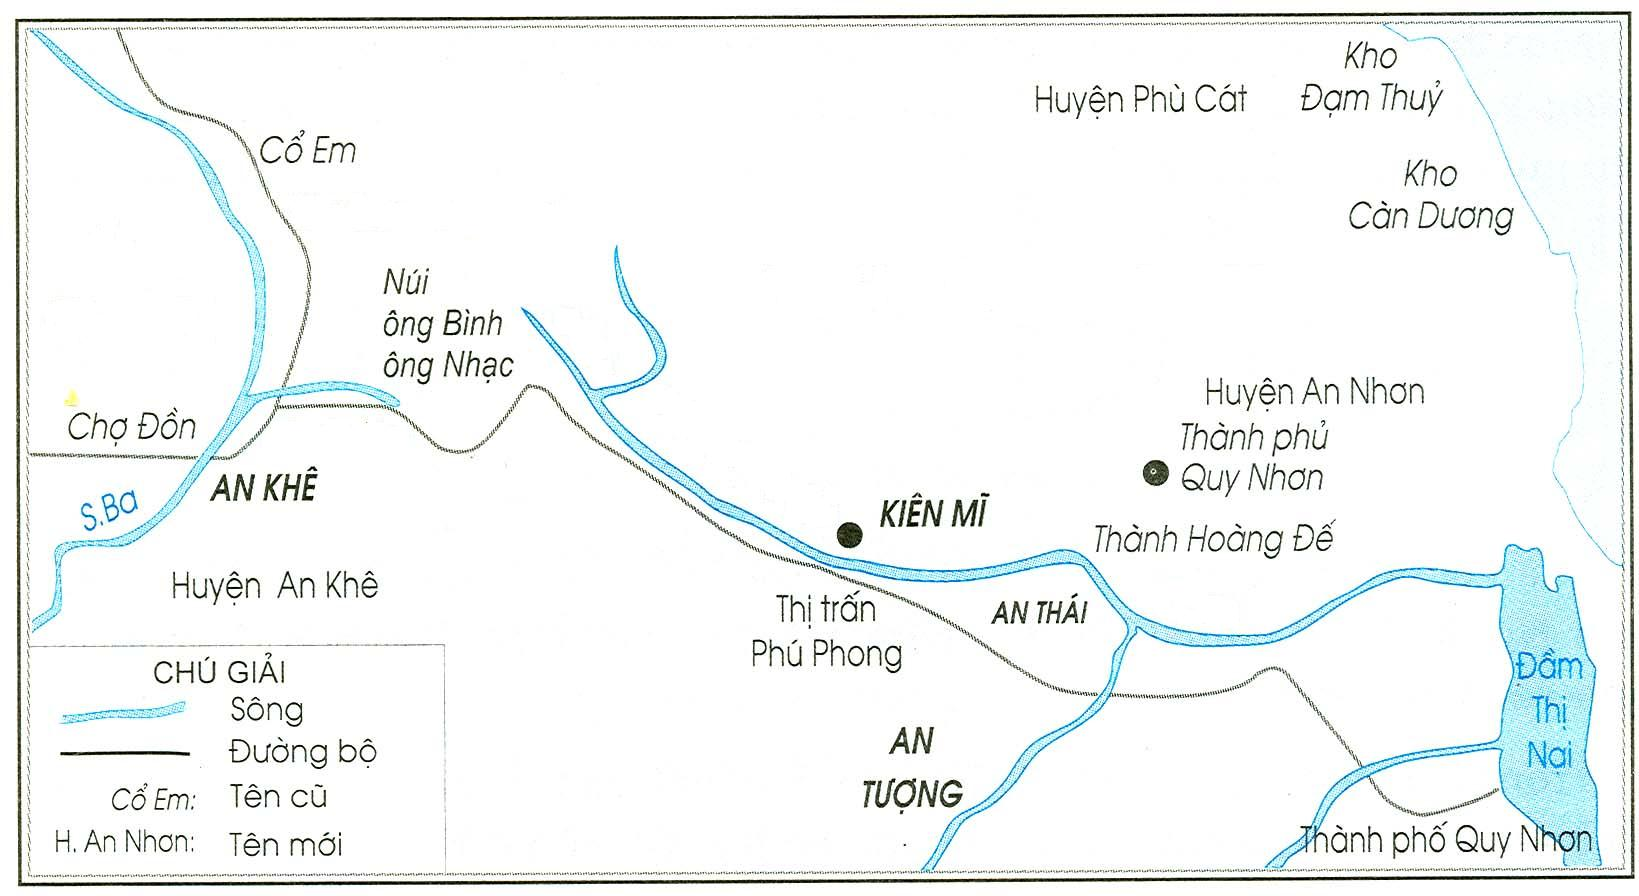 Kho
Đạm Thuỷ
Huyện Phù Cát
Cổ Em
Kho
Càn Dương
Núi
ông Bình
ông Nhạc
Huyện An Nhơn
Thành phủ
Quy Nhơn
Chợ Đồn
AN KHÊ
S.Ba
KIÊN MĨ
Thành Hoàng Đế
Huyện An Khê
Thị trấn
Phú Phong
AN THÁI
Đầm
Thị
Nại
AN
TƯỢNG
Thành phố Quy Nhơn
CHÚ GIẢI
Sông
Đường bộ
Cổ Em: Tên cũ
H. An Nhơn: Tên mới